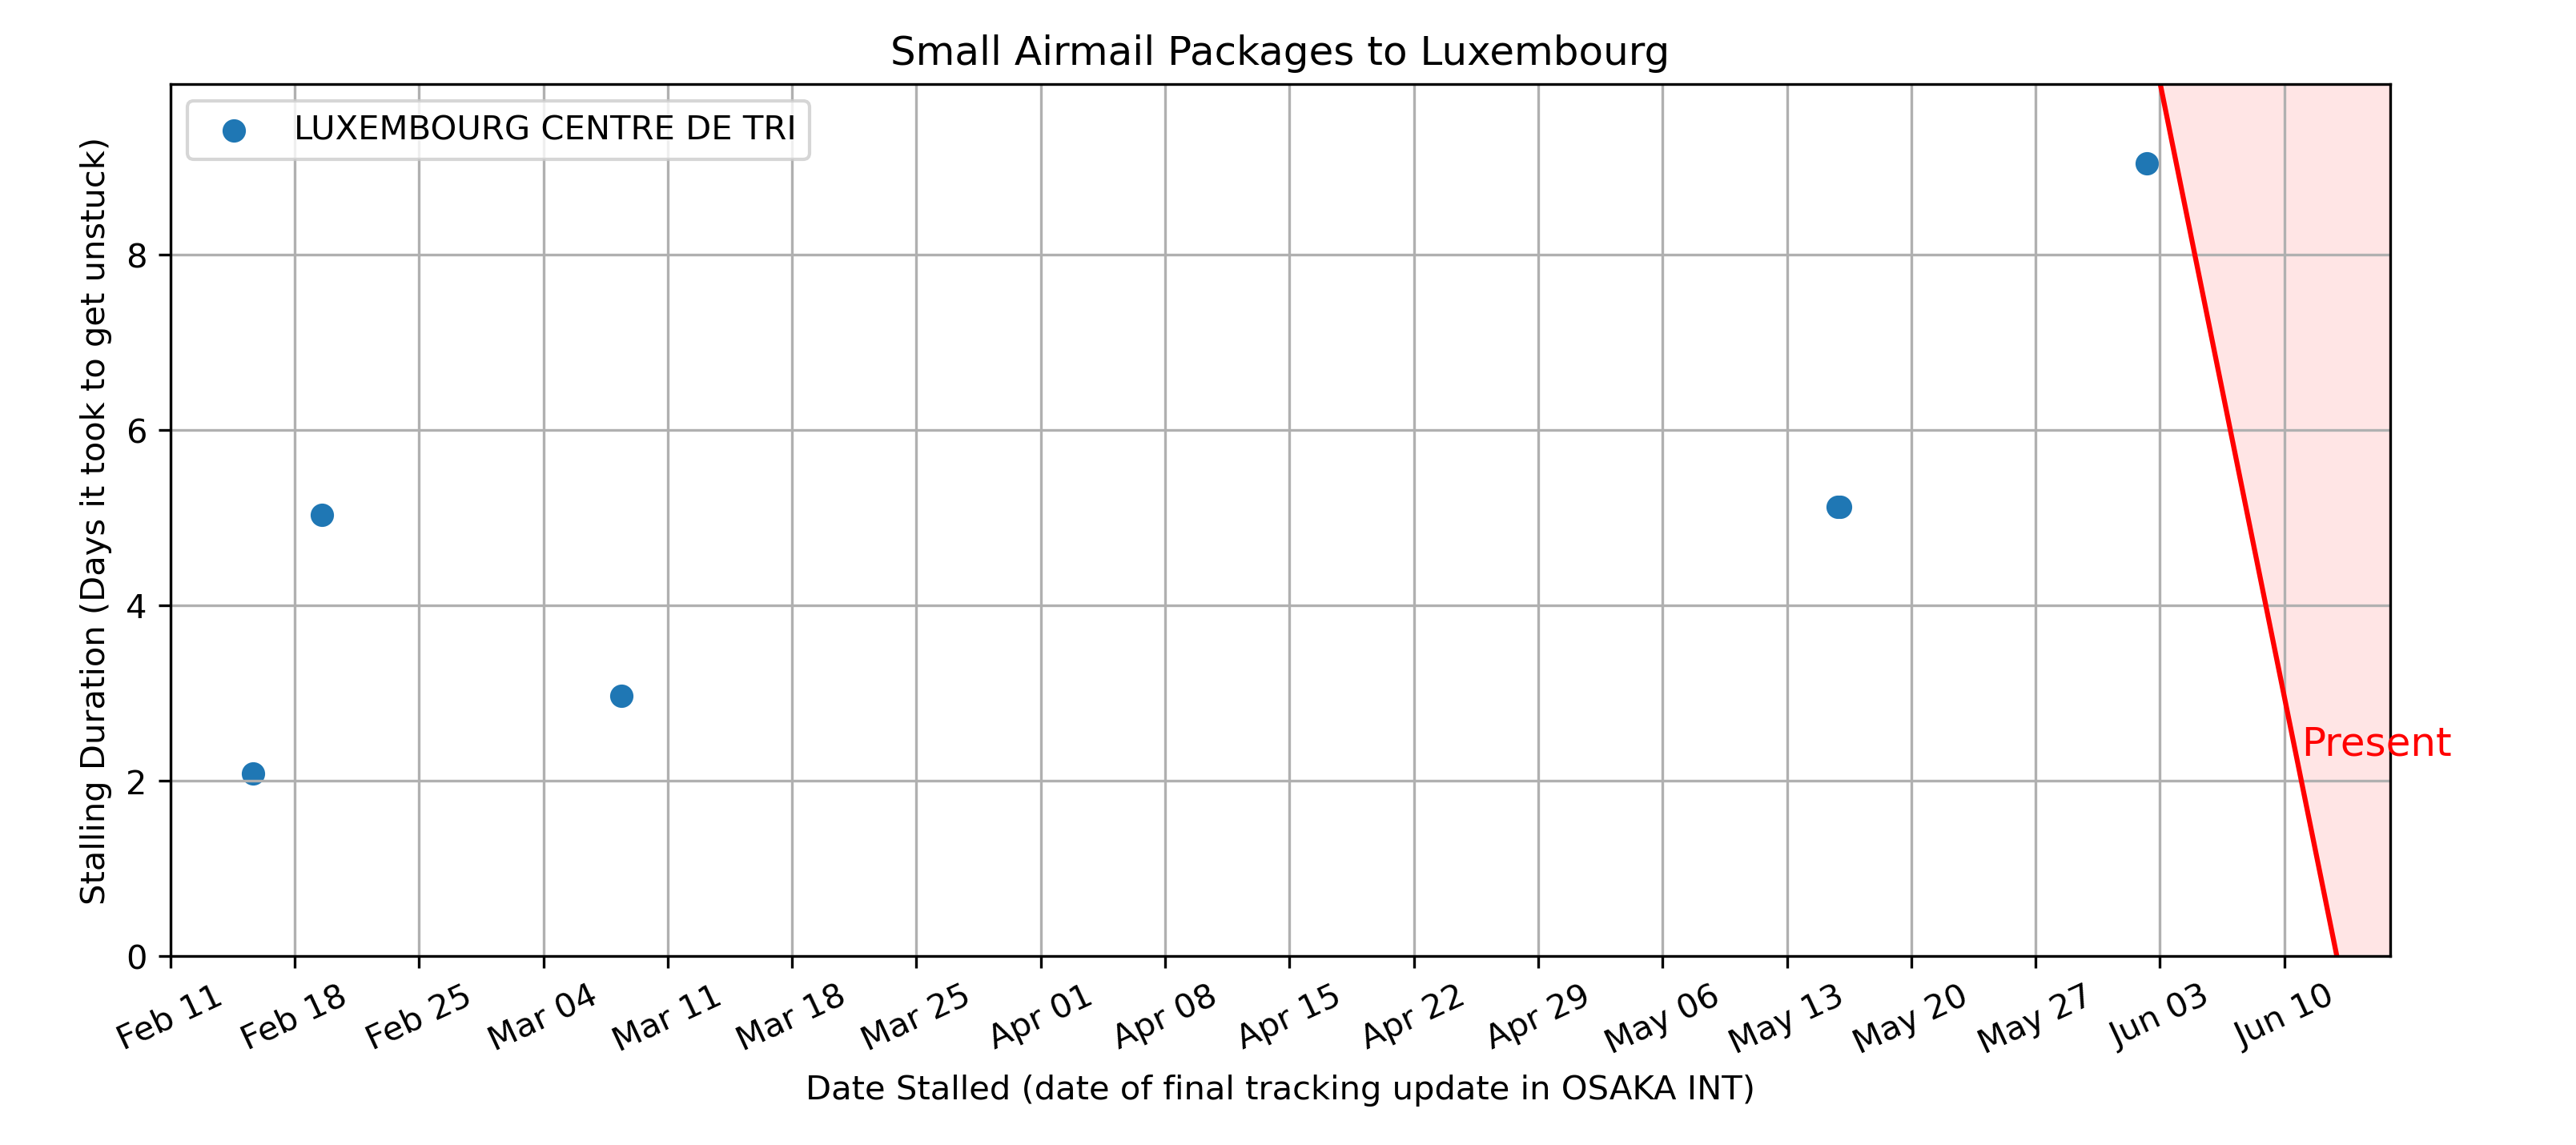 Small Airmail Packages to Luxembourg
LUXEMBOURG CENTRE DE TRI
Stalling Duration (Days it took to get unstuck)
8
6
4
2
0
Present
Feb 11
Feb 18
Feb 25
Mar 04
Mar 11
Mar 18
Mar 25
Apr 01
Apr 08
Apr 15
Apr 22
Apr 29
May 06
May 13
May 20
May 27
Jun 03
Jun 10
Date Stalled (date of final tracking update in OSAKA INT)